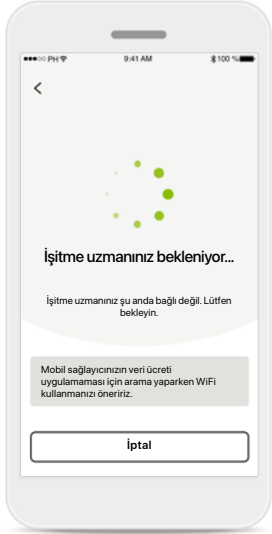 PH 9:41 AM 100 %
İşitme uzmanınız bekleniyor...
İşitme uzmanınız şu anda bağlı değil. Lütfen
bekleyin.
Mobil sağlayıcınızın veri ücreti
uygulamaması için arama yaparken WiFi
kullanmanızı öneririz.
İptal